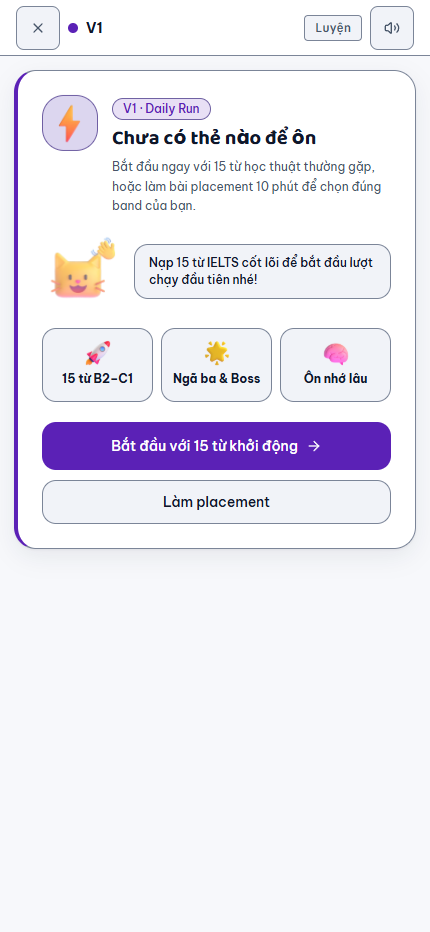 V1
Luyện
V1 · Daily Run
Chưa có thẻ nào để ôn
Bắt đầu ngay với 15 từ học thuật thường gặp,
hoặc làm bài placement 10 phút để chọn đúng
band của bạn.
Nạp 15 từ IELTS cốt lõi để bắt đầu lượt
chạy đầu tiên nhé!
15 từ B2–C1
Ngã ba & Boss
Ôn nhớ lâu
Bắt đầu với 15 từ khởi động →
Làm placement